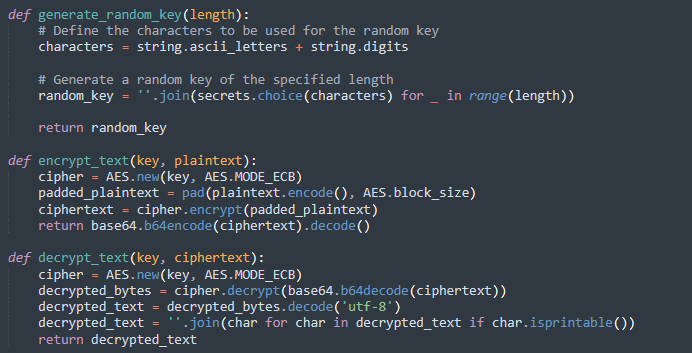 def generate_random_key(length):
    # Define the characters to be used for the random key
    characters = string.ascii_letters + string.digits

    # Generate a random key of the specified length
    random_key = ''.join(secrets.choice(characters) for _ in range(length))

    return random_key

def encrypt_text(key, plaintext):
    cipher = AES.new(key, AES.MODE_ECB)
    padded_plaintext = pad(plaintext.encode(), AES.block_size)
    ciphertext = cipher.encrypt(padded_plaintext)
    return base64.b64encode(ciphertext).decode()

def decrypt_text(key, ciphertext):
    cipher = AES.new(key, AES.MODE_ECB)
    decrypted_bytes = cipher.decrypt(base64.b64decode(ciphertext))
    decrypted_text = decrypted_bytes.decode('utf-8')
    decrypted_text = ''.join(char for char in decrypted_text if char.isprintable())
    return decrypted_text